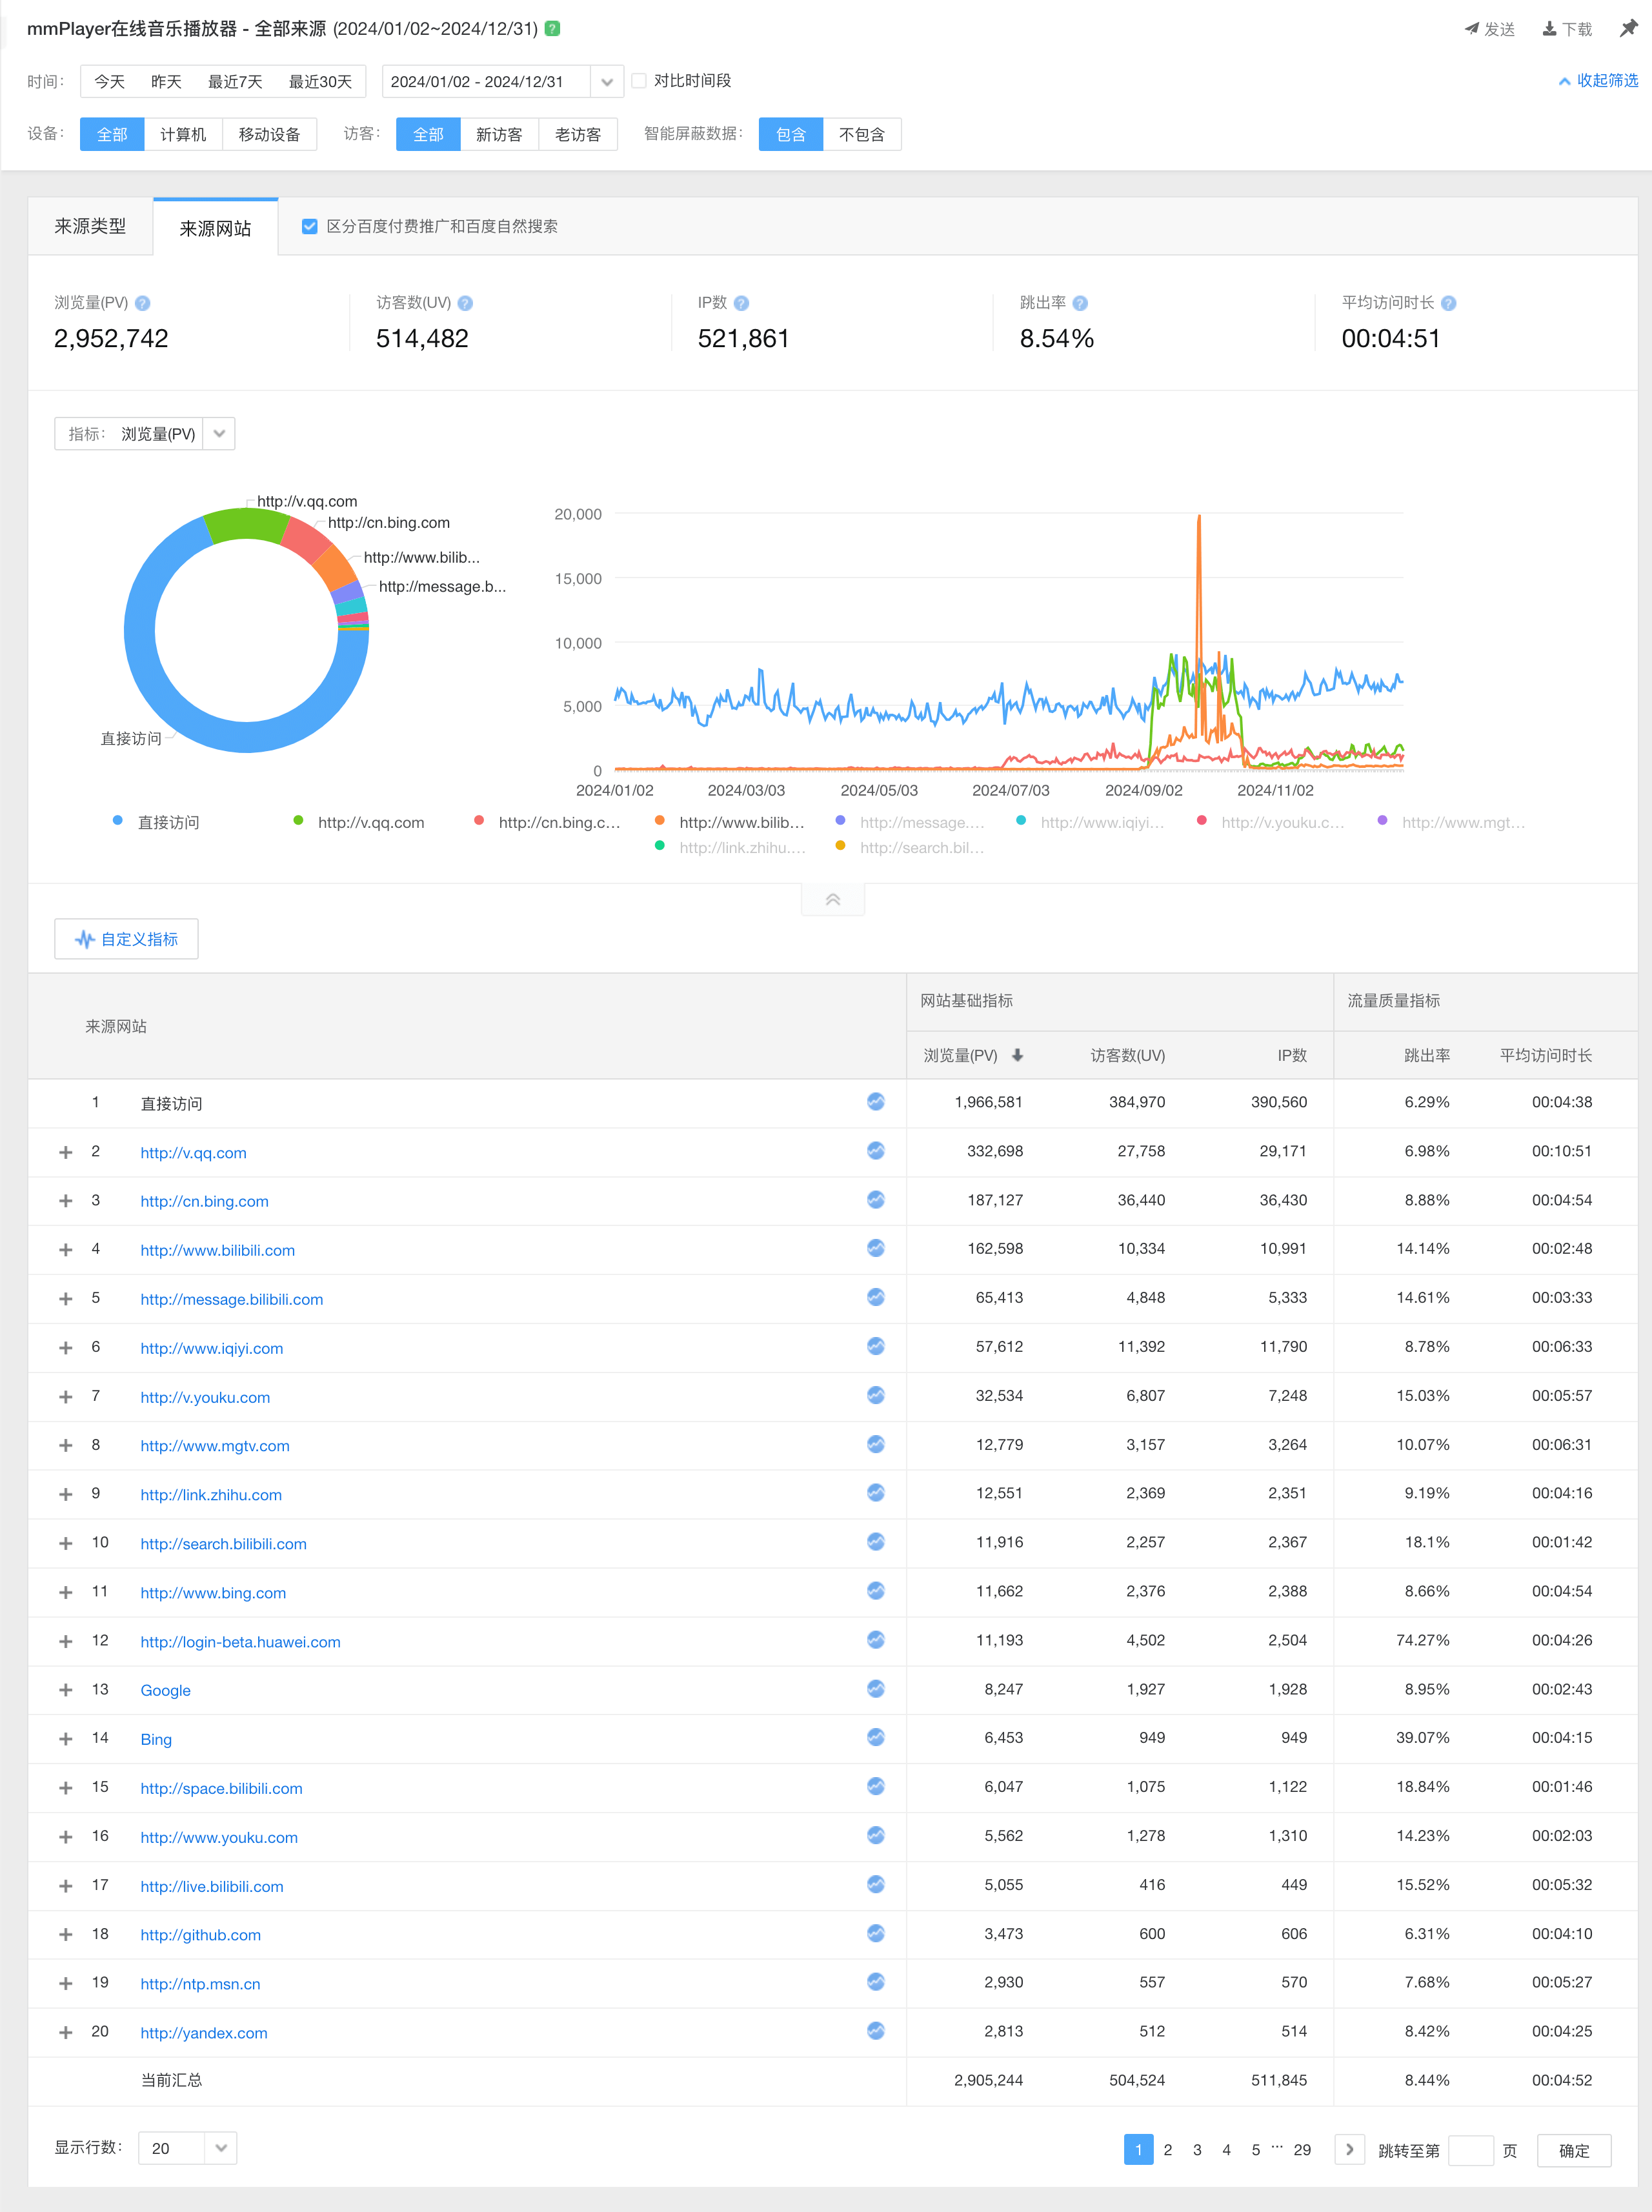 mmPlayer在线音乐播放器 - 全部来源 (2024/01/02~2024/12/31) ?
发送 下载
时间： 今天 昨天 最近7天 最近30天 2024/01/02 - 2024/12/31 对比时间段 收起筛选
设备： 全部 计算机 移动设备 访客： 全部 新访客 老访客 智能屏蔽数据： 包含 不包含
来源类型 来源网站 区分百度付费推广和百度自然搜索
浏览量(PV) ? 访客数(UV) ? IP数 ? 跳出率 ? 平均访问时长 ?
2,952,742 514,482 521,861 8.54% 00:04:51
指标： 浏览量(PV)
http://v.qq.com
http://cn.bing.com
http://www.bilib...
http://message.b...
直接访问
20,000
15,000
10,000
5,000
0
2024/01/02 2024/03/03 2024/05/03 2024/07/03 2024/09/02 2024/11/02
直接访问 http://v.qq.com http://cn.bing.c... http://www.bilib... http://message.... http://www.iqiyi... http://v.youku.c... http://www.mgt...
http://link.zhihu.... http://search.bil...
自定义指标
来源网站 网站基础指标 流量质量指标
浏览量(PV) 访客数(UV) IP数 跳出率 平均访问时长
1 直接访问 1,966,581 384,970 390,560 6.29% 00:04:38
2 http://v.qq.com 332,698 27,758 29,171 6.98% 00:10:51
3 http://cn.bing.com 187,127 36,440 36,430 8.88% 00:04:54
4 http://www.bilibili.com 162,598 10,334 10,991 14.14% 00:02:48
5 http://message.bilibili.com 65,413 4,848 5,333 14.61% 00:03:33
6 http://www.iqiyi.com 57,612 11,392 11,790 8.78% 00:06:33
7 http://v.youku.com 32,534 6,807 7,248 15.03% 00:05:57
8 http://www.mgtv.com 12,779 3,157 3,264 10.07% 00:06:31
9 http://link.zhihu.com 12,551 2,369 2,351 9.19% 00:04:16
10 http://search.bilibili.com 11,916 2,257 2,367 18.1% 00:01:42
11 http://www.bing.com 11,662 2,376 2,388 8.66% 00:04:54
12 http://login-beta.huawei.com 11,193 4,502 2,504 74.27% 00:04:26
13 Google 8,247 1,927 1,928 8.95% 00:02:43
14 Bing 6,453 949 949 39.07% 00:04:15
15 http://space.bilibili.com 6,047 1,075 1,122 18.84% 00:01:46
16 http://www.youku.com 5,562 1,278 1,310 14.23% 00:02:03
17 http://live.bilibili.com 5,055 416 449 15.52% 00:05:32
18 http://github.com 3,473 600 606 6.31% 00:04:10
19 http://ntp.msn.cn 2,930 557 570 7.68% 00:05:27
20 http://yandex.com 2,813 512 514 8.42% 00:04:25
当前汇总 2,905,244 504,524 511,845 8.44% 00:04:52
显示行数： 20 1 2 3 4 5 ... 29 跳转至第 页 确定